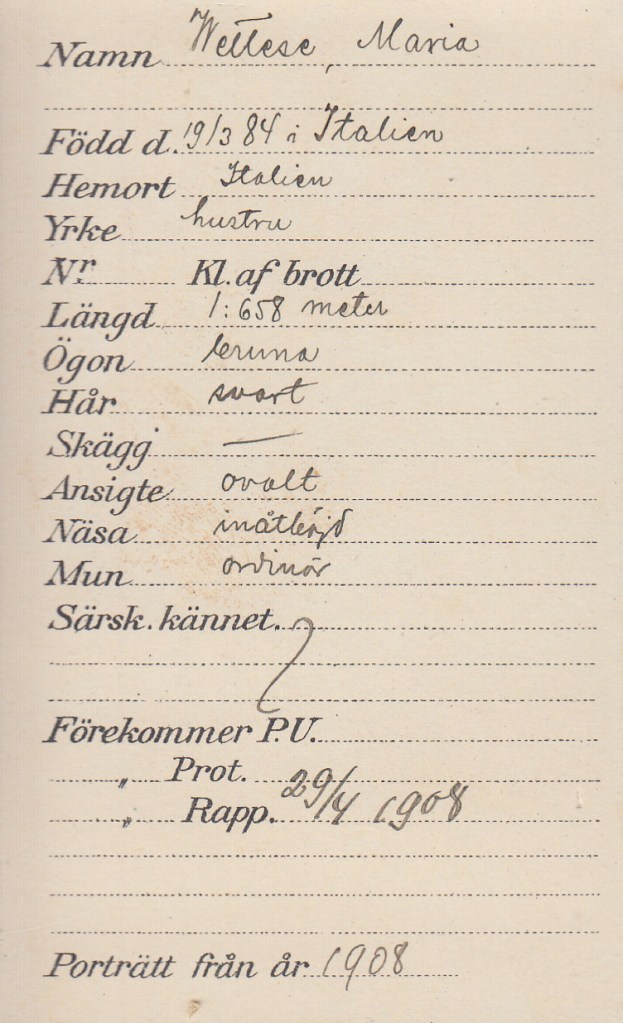 Namn Wettese, Maria
Född d. 19/3 84 i Italien
Hemort Italien
Yrke hustru
Nr. Kl. af brott
Längd 1:658 meter
Ögon bruna
Hår svart
Skägg —
Ansigte ovalt
Näsa inåtböjd
Mun ordinär
Särsk. kännet.
Förekommer P.U.
„ Prot.
„ Rapp. 29/4 1908
Porträtt från år 1908